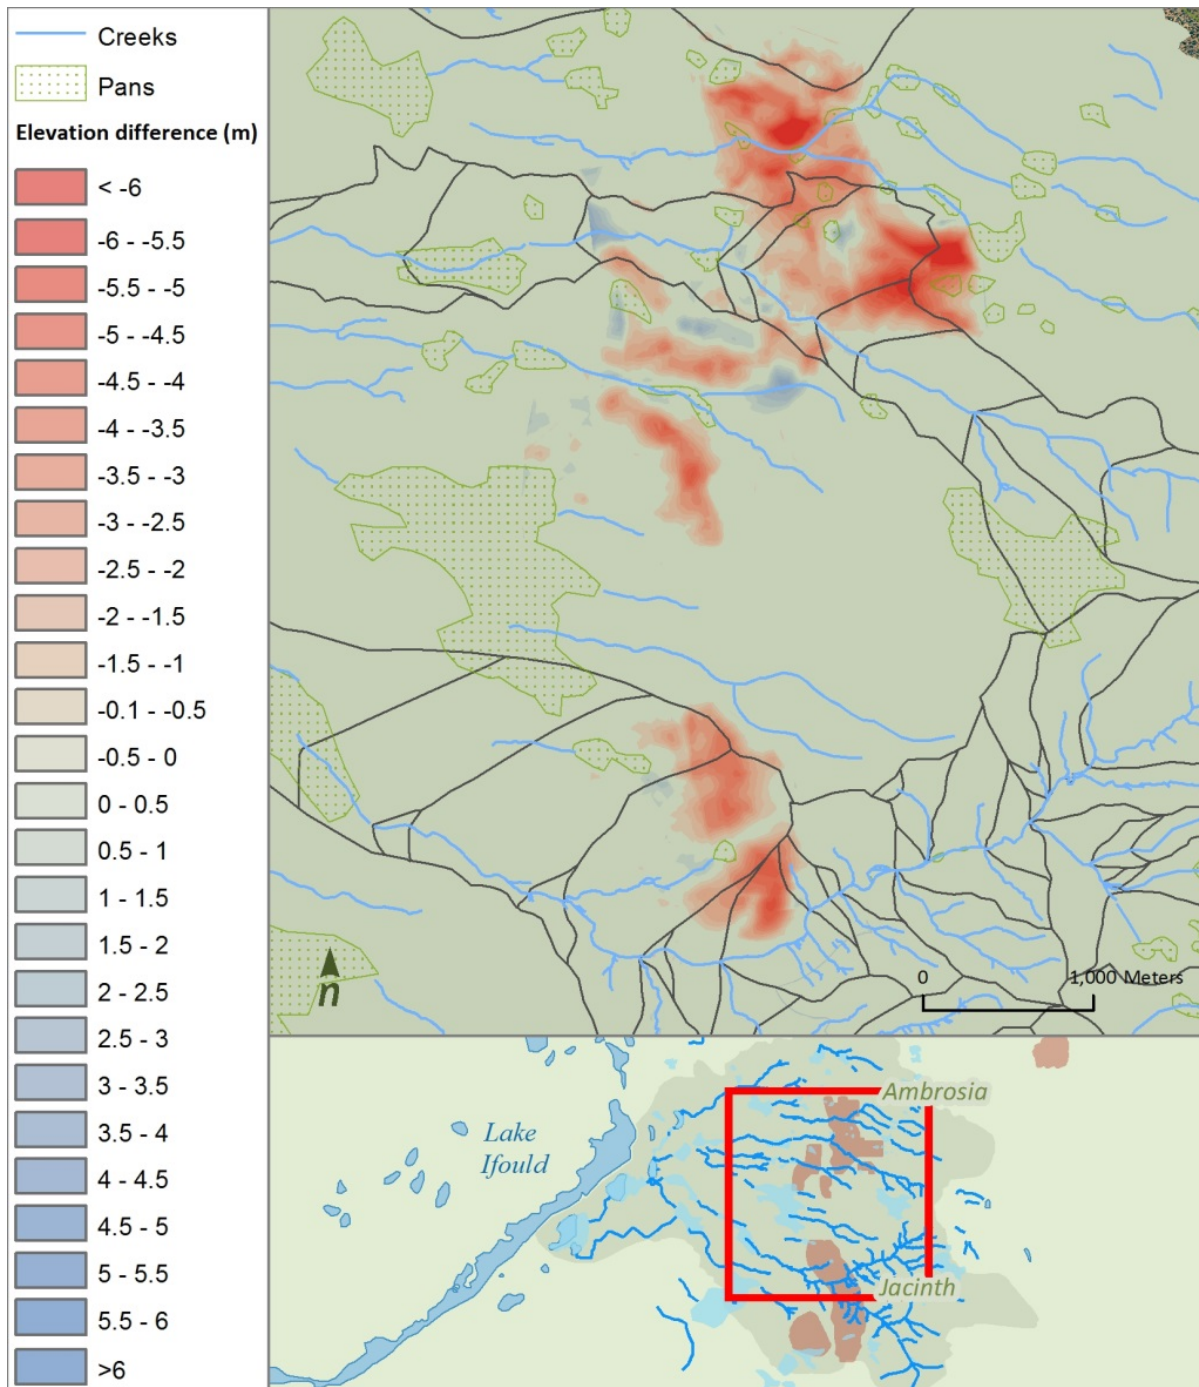 Creeks
Pans
Elevation difference (m)
< -6
-6 - -5.5
-5.5 - -5
-5 - -4.5
-4.5 - -4
-4 - -3.5
-3.5 - -3
-3 - -2.5
-2.5 - -2
-2 - -1.5
-1.5 - -1
-0.1 - -0.5
-0.5 - 0
0 - 0.5
0.5 - 1
1 - 1.5
1.5 - 2
2 - 2.5
2.5 - 3
3 - 3.5
3.5 - 4
4 - 4.5
4.5 - 5
5 - 5.5
5.5 - 6
>6
n
0 1,000 Meters
Ambrosia
Lake
Ifould
Jacinth